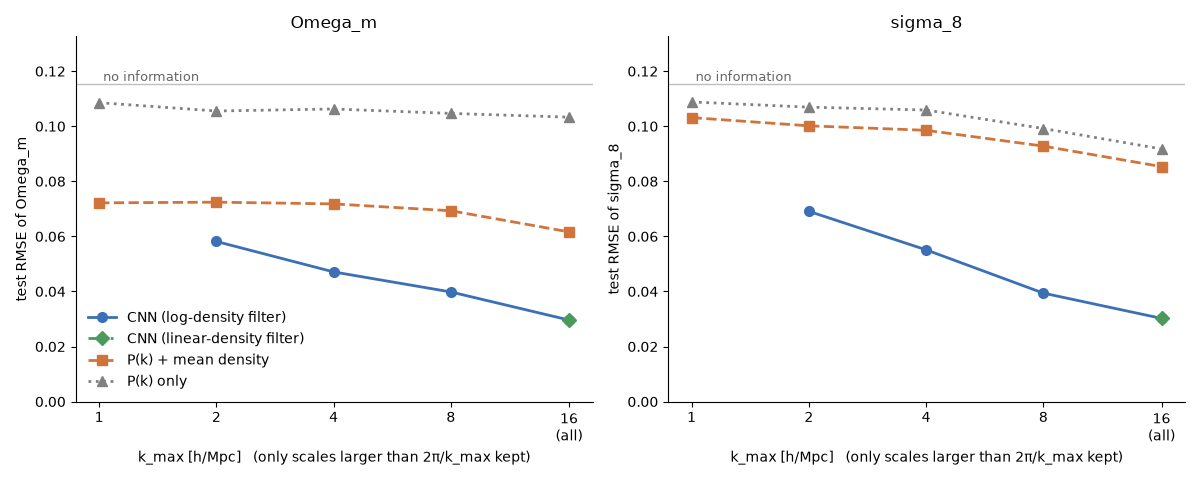 Omega_m
no information
0.12
0.10
0.08
0.06
0.04
0.02
0.00
test RMSE of Omega_m
CNN (log-density filter)
CNN (linear-density filter)
P(k) + mean density
P(k) only
1
2
4
8
16
(all)
k_max [h/Mpc]   (only scales larger than 2π/k_max kept)
sigma_8
no information
0.12
0.10
0.08
0.06
0.04
0.02
0.00
test RMSE of sigma_8
1
2
4
8
16
(all)
k_max [h/Mpc]   (only scales larger than 2π/k_max kept)